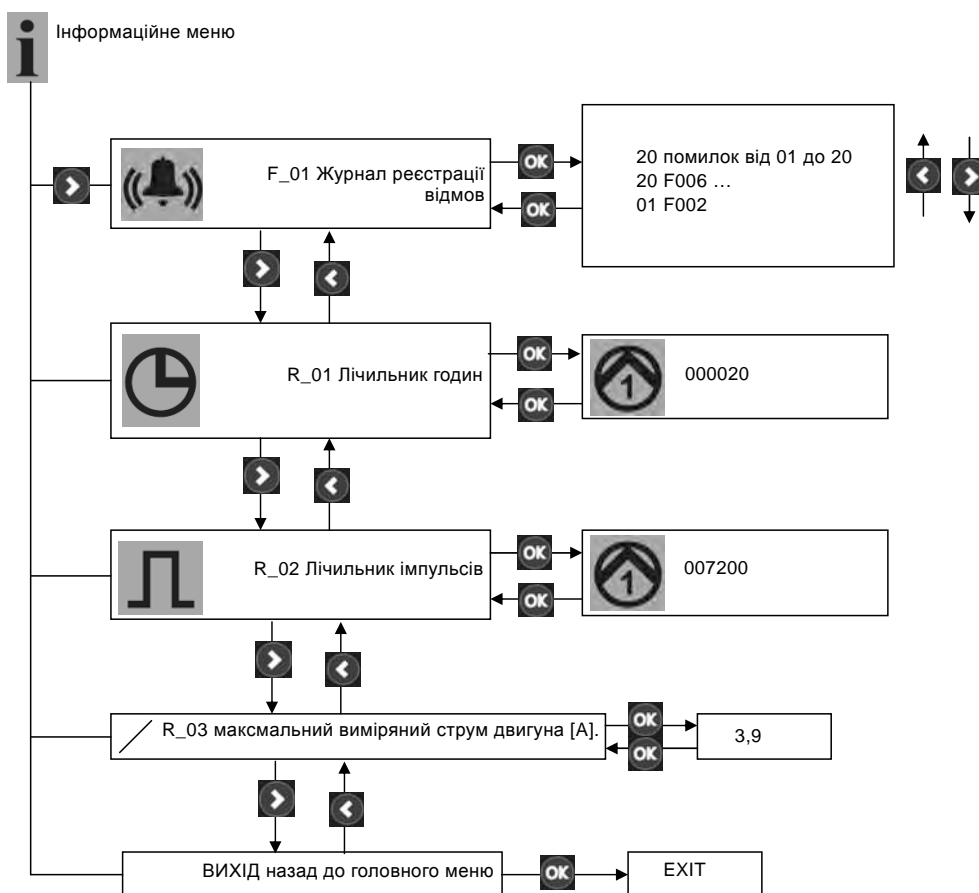 Інформаційне меню
F_01 Журнал реєстрації
відмов
OK
OK
20 помилок від 01 до 20
20 F006 ...
01 F002
R_01 Лічильник годин
OK
OK
1
000020
R_02 Лічильник імпульсів
OK
OK
1
007200
R_03 максмальний виміряний струм двигуна [A].
OK
OK
3,9
ВИХІД назад до головного меню
OK
EXIT